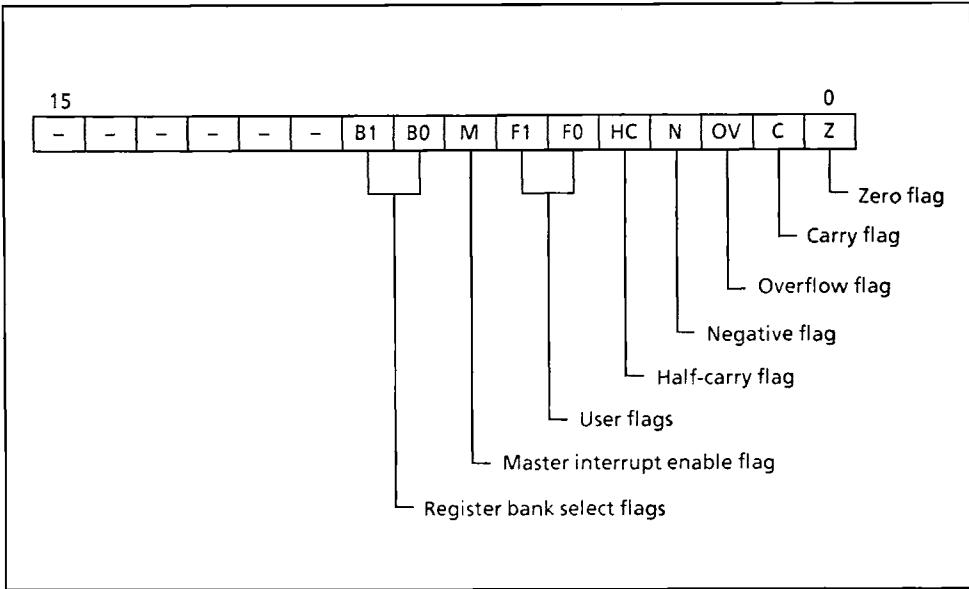 15 0
– – – – – – B1 B0 M F1 F0 HC N OV C Z
Zero flag
Carry flag
Overflow flag
Negative flag
Half-carry flag
User flags
Master interrupt enable flag
Register bank select flags